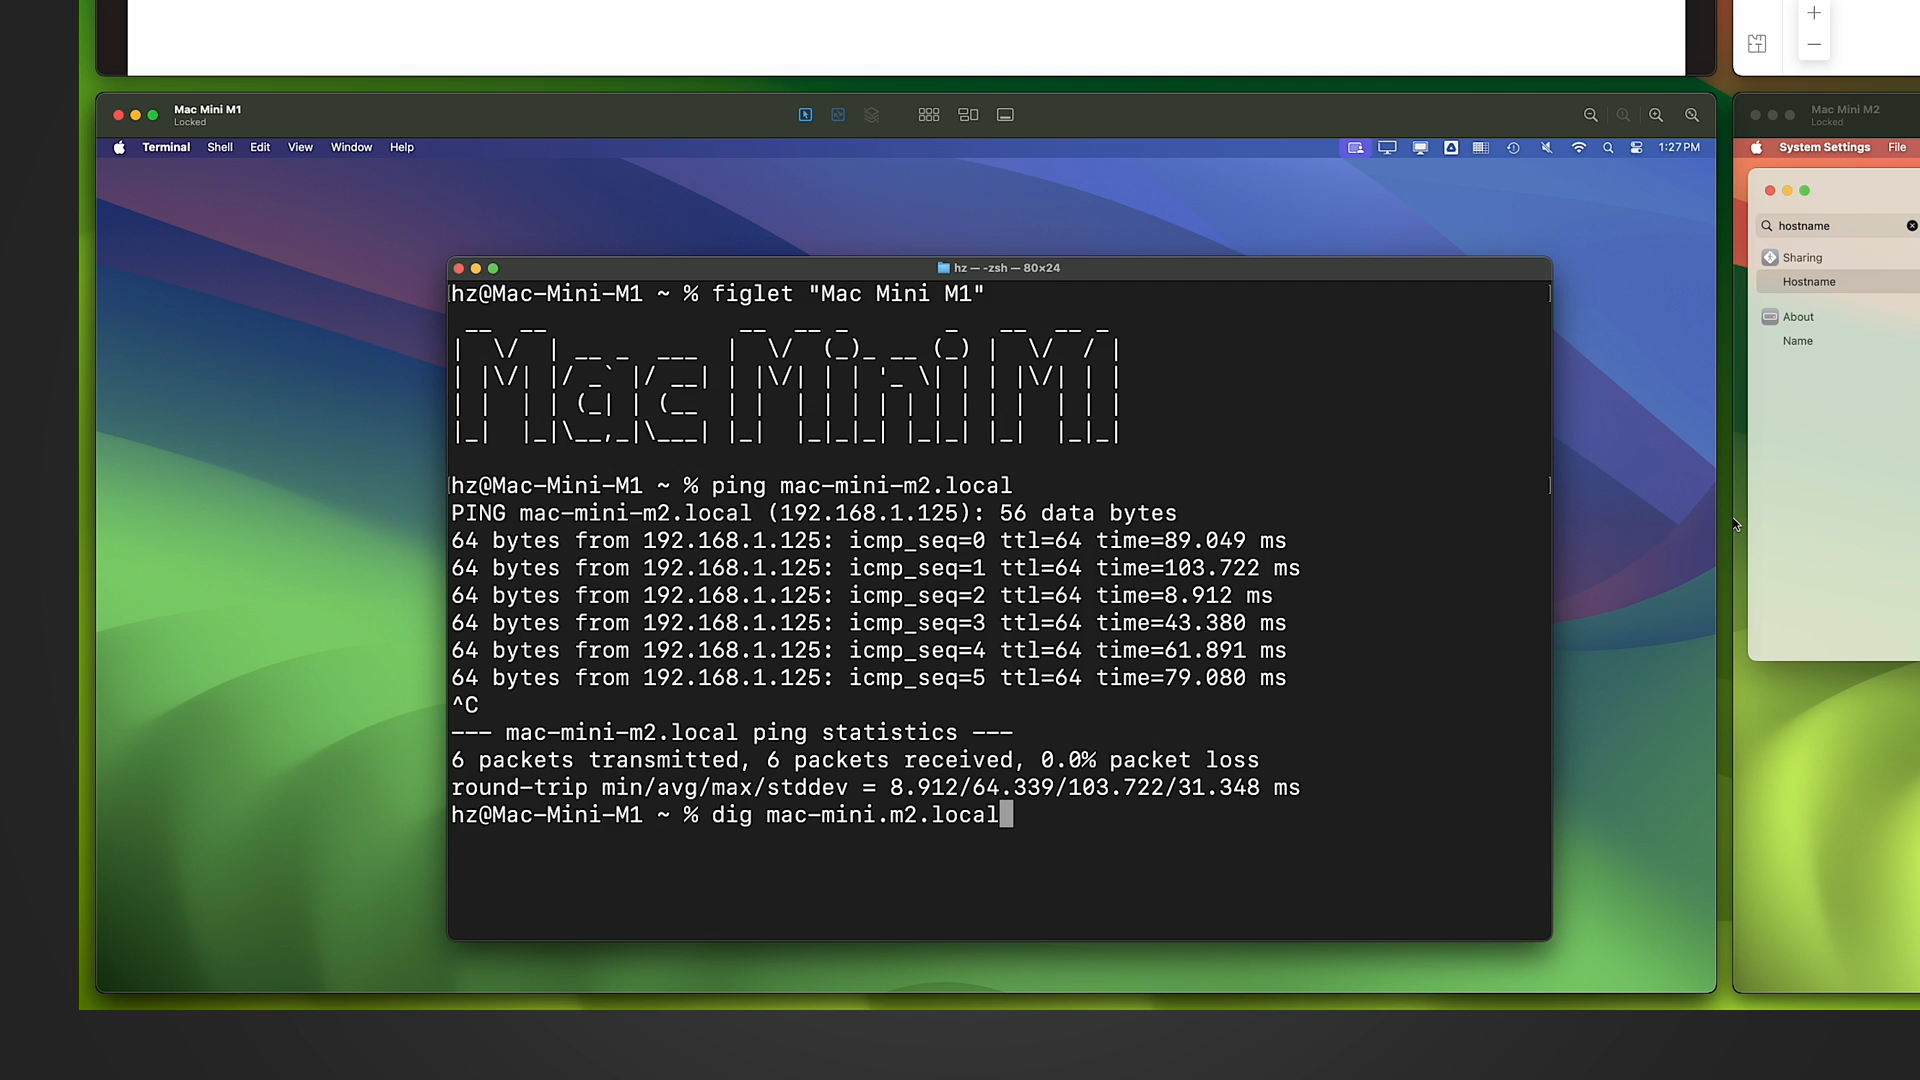 Mac Mini M1
Locked
Terminal Shell Edit View Window Help
1:27 PM
hz — -zsh — 80×24
hz@Mac-Mini-M1 ~ % figlet "Mac Mini M1"
Mac Mini M1
hz@Mac-Mini-M1 ~ % ping mac-mini-m2.local
PING mac-mini-m2.local (192.168.1.125): 56 data bytes
64 bytes from 192.168.1.125: icmp_seq=0 ttl=64 time=89.049 ms
64 bytes from 192.168.1.125: icmp_seq=1 ttl=64 time=103.722 ms
64 bytes from 192.168.1.125: icmp_seq=2 ttl=64 time=8.912 ms
64 bytes from 192.168.1.125: icmp_seq=3 ttl=64 time=43.380 ms
64 bytes from 192.168.1.125: icmp_seq=4 ttl=64 time=61.891 ms
64 bytes from 192.168.1.125: icmp_seq=5 ttl=64 time=79.080 ms
^C
--- mac-mini-m2.local ping statistics ---
6 packets transmitted, 6 packets received, 0.0% packet loss
round-trip min/avg/max/stddev = 8.912/64.339/103.722/31.348 ms
hz@Mac-Mini-M1 ~ % dig mac-mini.m2.local
Mac Mini M2
Locked
System Settings File
hostname
Sharing
Hostname
About
Name